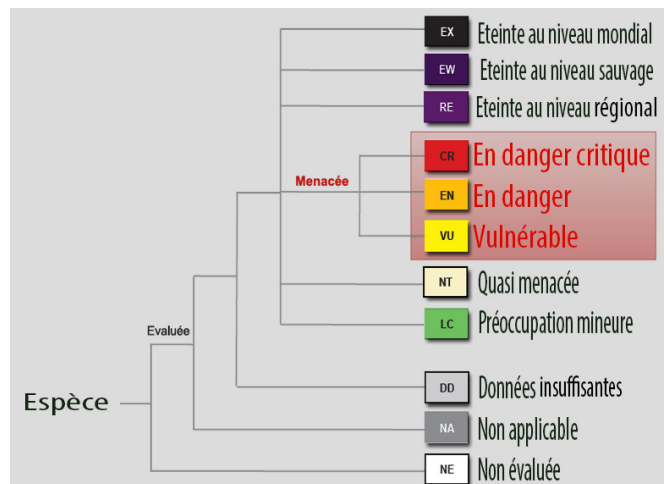 EX Eteinte au niveau mondial
EW Eteinte au niveau sauvage
RE Eteinte au niveau régional
CR En danger critique
Menacée
EN En danger
VU Vulnérable
NT Quasi menacée
LC Préoccupation mineure
Evaluée
DD Données insuffisantes
Espèce
NA Non applicable
NE Non évaluée